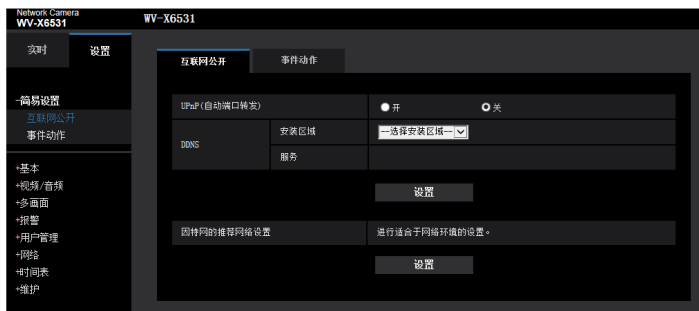 Network Camera
WV-X6531
WV-X6531
实时
设置
互联网公开
事件动作
-简易设置
互联网公开
事件动作
+基本
+视频/音频
+多画面
+报警
+用户管理
+网络
+时间表
+维护
UPnP(自动端口转发)
开
关
DDNS
安装区域
--选择安装区域--
服务
设置
因特网的推荐网络设置
进行适合于网络环境的设置。
设置